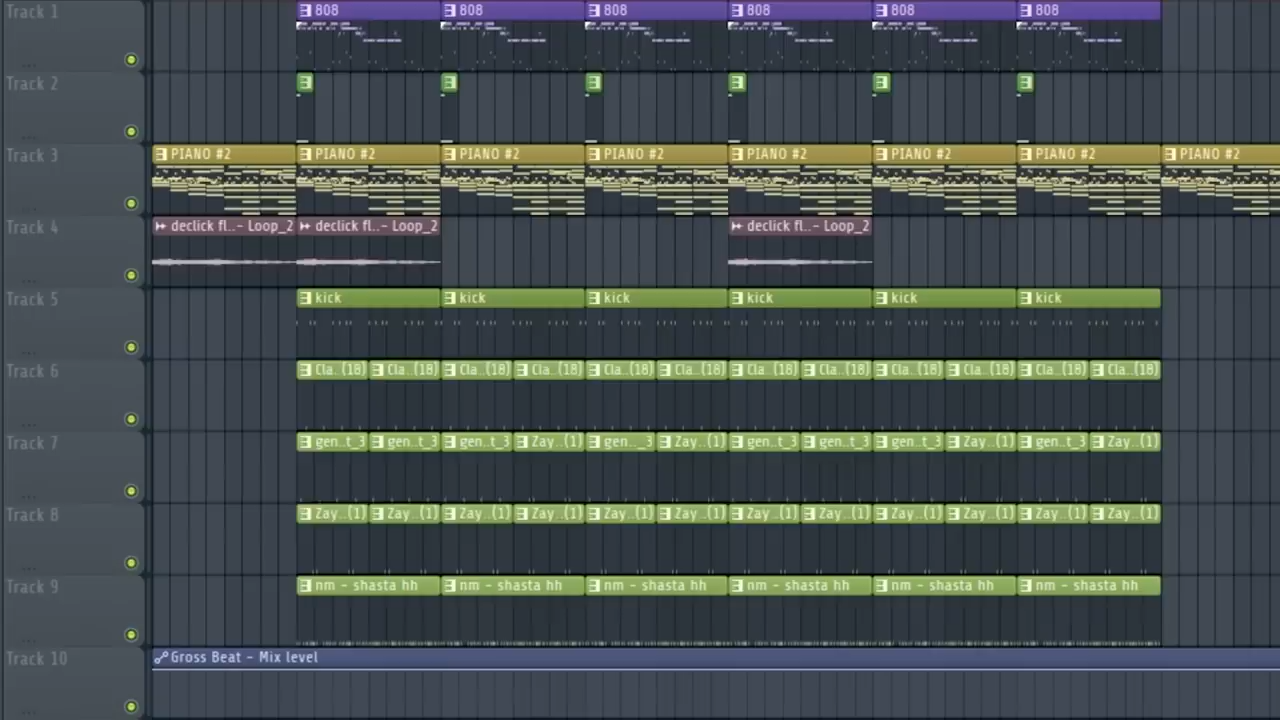 Track 1 808 808 808 808 808 808
Track 2
Track 3 PIANO #2 PIANO #2 PIANO #2 PIANO #2 PIANO #2 PIANO #2 PIANO #2 PIANO #2
Track 4 declick fl..- Loop_2 declick fl..- Loop_2 declick fl..- Loop_2
Track 5 kick kick kick kick kick kick
Track 6 Cla..(18) Cla..(18) Cla..(18) Cla..(18) Cla..(18) Cla..(18) Cla..(18) Cla..(18) Cla..(18) Cla..(18) Cla..(18) Cla..(18)
Track 7 gen..t_3 gen..t_3 gen..t_3 Zay..(1) gen.._3 Zay..(1) gen..t_3 gen..t_3 gen..t_3 Zay..(1) gen..t_3 Zay..(1)
Track 8 Zay..(1) Zay..(1) Zay..(1) Zay..(1) Zay..(1) Zay..(1) Zay..(1) Zay..(1) Zay..(1) Zay..(1) Zay..(1) Zay..(1)
Track 9 nm - shasta hh nm - shasta hh nm - shasta hh nm - shasta hh nm - shasta hh nm - shasta hh
Track 10 Gross Beat - Mix level